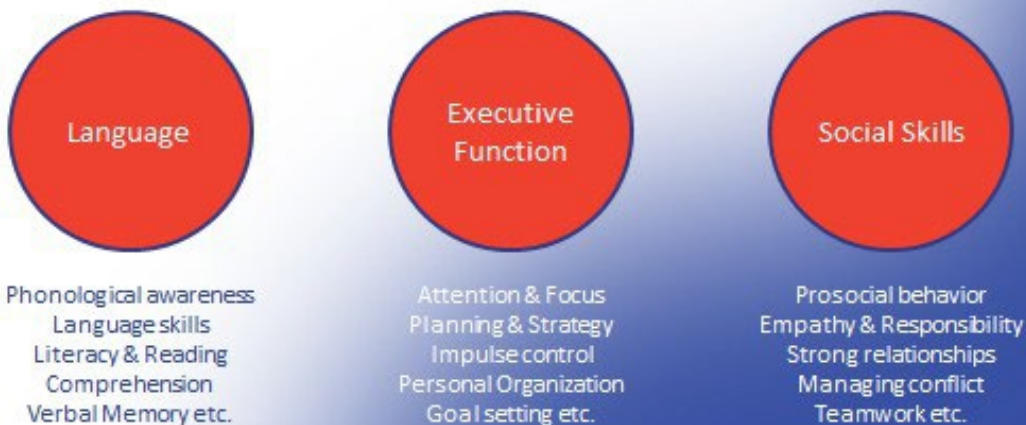 Language
Phonological awareness
Language skills
Literacy & Reading
Comprehension
Verbal Memory etc.
Executive
Function
Attention & Focus
Planning & Strategy
Impulse control
Personal Organization
Goal setting etc.
Social Skills
Prosocial behavior
Empathy & Responsibility
Strong relationships
Managing conflict
Teamwork etc.